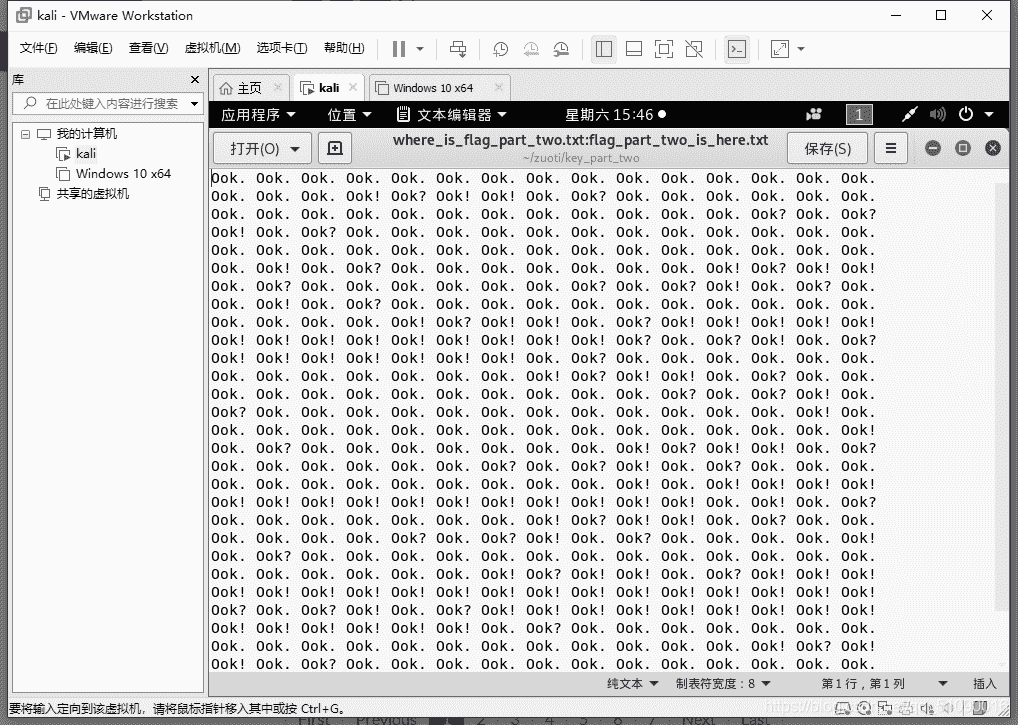 kali - VMware Workstation
文件(F) 编辑(E) 查看(V) 虚拟机(M) 选项卡(T) 帮助(H)
库
在此处键入内容进行搜索
我的计算机
kali
Windows 10 x64
共享的虚拟机
主页 kali Windows 10 x64
应用程序 位置 文本编辑器 星期六 15:46 1
打开(O) where_is_flag_part_two.txt:flag_part_two_is_here.txt 保存(S)
~/zuoti/key_part_two
Ook. Ook. Ook. Ook. Ook. Ook. Ook. Ook. Ook. Ook. Ook. Ook. Ook. Ook. Ook.
Ook. Ook. Ook. Ook! Ook? Ook! Ook! Ook. Ook? Ook. Ook. Ook. Ook. Ook. Ook.
Ook. Ook. Ook. Ook. Ook. Ook. Ook. Ook. Ook. Ook. Ook. Ook. Ook? Ook. Ook?
Ook! Ook. Ook? Ook. Ook. Ook. Ook. Ook. Ook. Ook. Ook. Ook. Ook. Ook. Ook.
Ook. Ook. Ook. Ook. Ook. Ook. Ook. Ook. Ook. Ook. Ook. Ook. Ook. Ook. Ook.
Ook. Ook! Ook. Ook? Ook. Ook. Ook. Ook. Ook. Ook. Ook. Ook! Ook? Ook! Ook!
Ook. Ook? Ook. Ook. Ook. Ook. Ook. Ook. Ook? Ook. Ook? Ook! Ook. Ook? Ook.
Ook. Ook! Ook. Ook? Ook. Ook. Ook. Ook. Ook. Ook. Ook. Ook. Ook. Ook. Ook.
Ook. Ook. Ook. Ook. Ook! Ook? Ook! Ook! Ook. Ook? Ook! Ook! Ook! Ook! Ook!
Ook! Ook! Ook! Ook! Ook! Ook! Ook! Ook! Ook? Ook. Ook? Ook! Ook. Ook? Ook?
Ook! Ook! Ook! Ook! Ook! Ook! Ook. Ook? Ook. Ook. Ook. Ook. Ook. Ook. Ook.
Ook. Ook. Ook. Ook. Ook. Ook. Ook. Ook! Ook? Ook! Ook! Ook. Ook? Ook. Ook.
Ook. Ook. Ook. Ook. Ook. Ook. Ook. Ook. Ook. Ook. Ook? Ook. Ook? Ook! Ook.
Ook? Ook. Ook. Ook. Ook. Ook. Ook. Ook. Ook. Ook. Ook. Ook. Ook. Ook! Ook.
Ook. Ook. Ook. Ook. Ook. Ook. Ook. Ook. Ook. Ook. Ook. Ook. Ook. Ook. Ook!
Ook. Ook? Ook. Ook. Ook. Ook. Ook. Ook. Ook. Ook! Ook? Ook! Ook! Ook. Ook?
Ook. Ook. Ook. Ook. Ook. Ook. Ook? Ook. Ook? Ook! Ook. Ook? Ook. Ook. Ook.
Ook. Ook. Ook. Ook. Ook. Ook. Ook. Ook. Ook. Ook. Ook. Ook! Ook. Ook! Ook!
Ook! Ook! Ook! Ook! Ook! Ook! Ook! Ook! Ook! Ook! Ook! Ook! Ook! Ook. Ook?
Ook. Ook. Ook. Ook. Ook. Ook. Ook. Ook! Ook? Ook! Ook! Ook. Ook? Ook. Ook.
Ook. Ook. Ook. Ook. Ook? Ook. Ook? Ook! Ook. Ook? Ook. Ook. Ook. Ook. Ook!
Ook. Ook? Ook. Ook. Ook. Ook. Ook. Ook. Ook. Ook. Ook. Ook. Ook. Ook. Ook.
Ook. Ook. Ook. Ook. Ook. Ook. Ook! Ook? Ook! Ook! Ook. Ook? Ook! Ook! Ook!
Ook! Ook! Ook! Ook! Ook! Ook! Ook! Ook! Ook! Ook! Ook! Ook! Ook! Ook! Ook!
Ook? Ook. Ook? Ook! Ook. Ook? Ook! Ook! Ook! Ook! Ook! Ook! Ook! Ook! Ook!
Ook! Ook! Ook! Ook! Ook! Ook! Ook. Ook? Ook. Ook. Ook. Ook. Ook. Ook. Ook.
Ook. Ook. Ook. Ook. Ook. Ook. Ook. Ook. Ook. Ook. Ook. Ook. Ook! Ook? Ook!
Ook! Ook. Ook? Ook. Ook. Ook. Ook. Ook. Ook. Ook. Ook. Ook. Ook. Ook. Ook.
纯文本 制表符宽度：8 第1行，第1列 插入
要将输入定向到该虚拟机，请将鼠标指针移入其中或按 Ctrl+G。